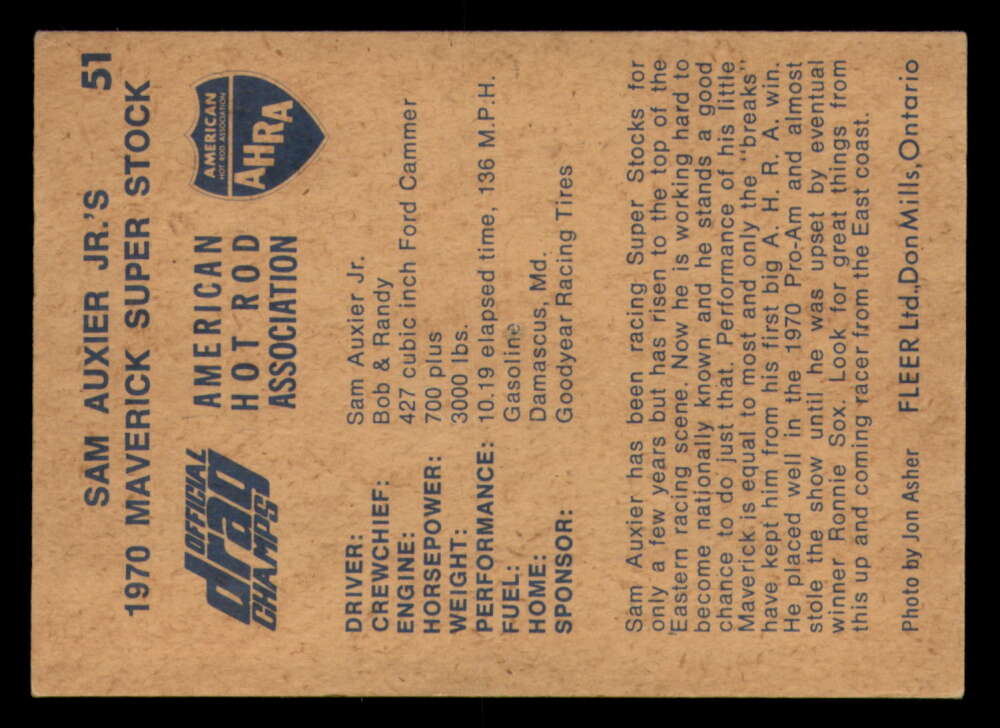 SAM AUXIER JR.'S 51
1970 MAVERICK SUPER STOCK
OFFICIAL
drag
CHAMPS
AMERICAN
HOT ROD
ASSOCIATION
AMERICAN
HOT ROD ASSOCIATION
AHRA
DRIVER: Sam Auxier Jr.
CREWCHIEF: Bob & Randy
ENGINE: 427 cubic inch Ford Cammer
HORSEPOWER: 700 plus
WEIGHT: 3000 lbs.
PERFORMANCE: 10.19 elapsed time, 136 M.P.H.
FUEL: Gasoline
HOME: Damascus, Md.
SPONSOR: Goodyear Racing Tires
Sam Auxier has been racing Super Stocks for
only a few years but has risen to the top of the
Eastern racing scene. Now he is working hard to
become nationally known and he stands a good
chance to do just that. Performance of his little
Maverick is equal to most and only the "breaks"
have kept him from his first big A. H. R. A. win.
He placed well in the 1970 Pro-Am and almost
stole the show until he was upset by eventual
winner Ronnie Sox. Look for great things from
this up and coming racer from the East coast.
Photo by Jon Asher FLEER Ltd., Don Mills, Ontario